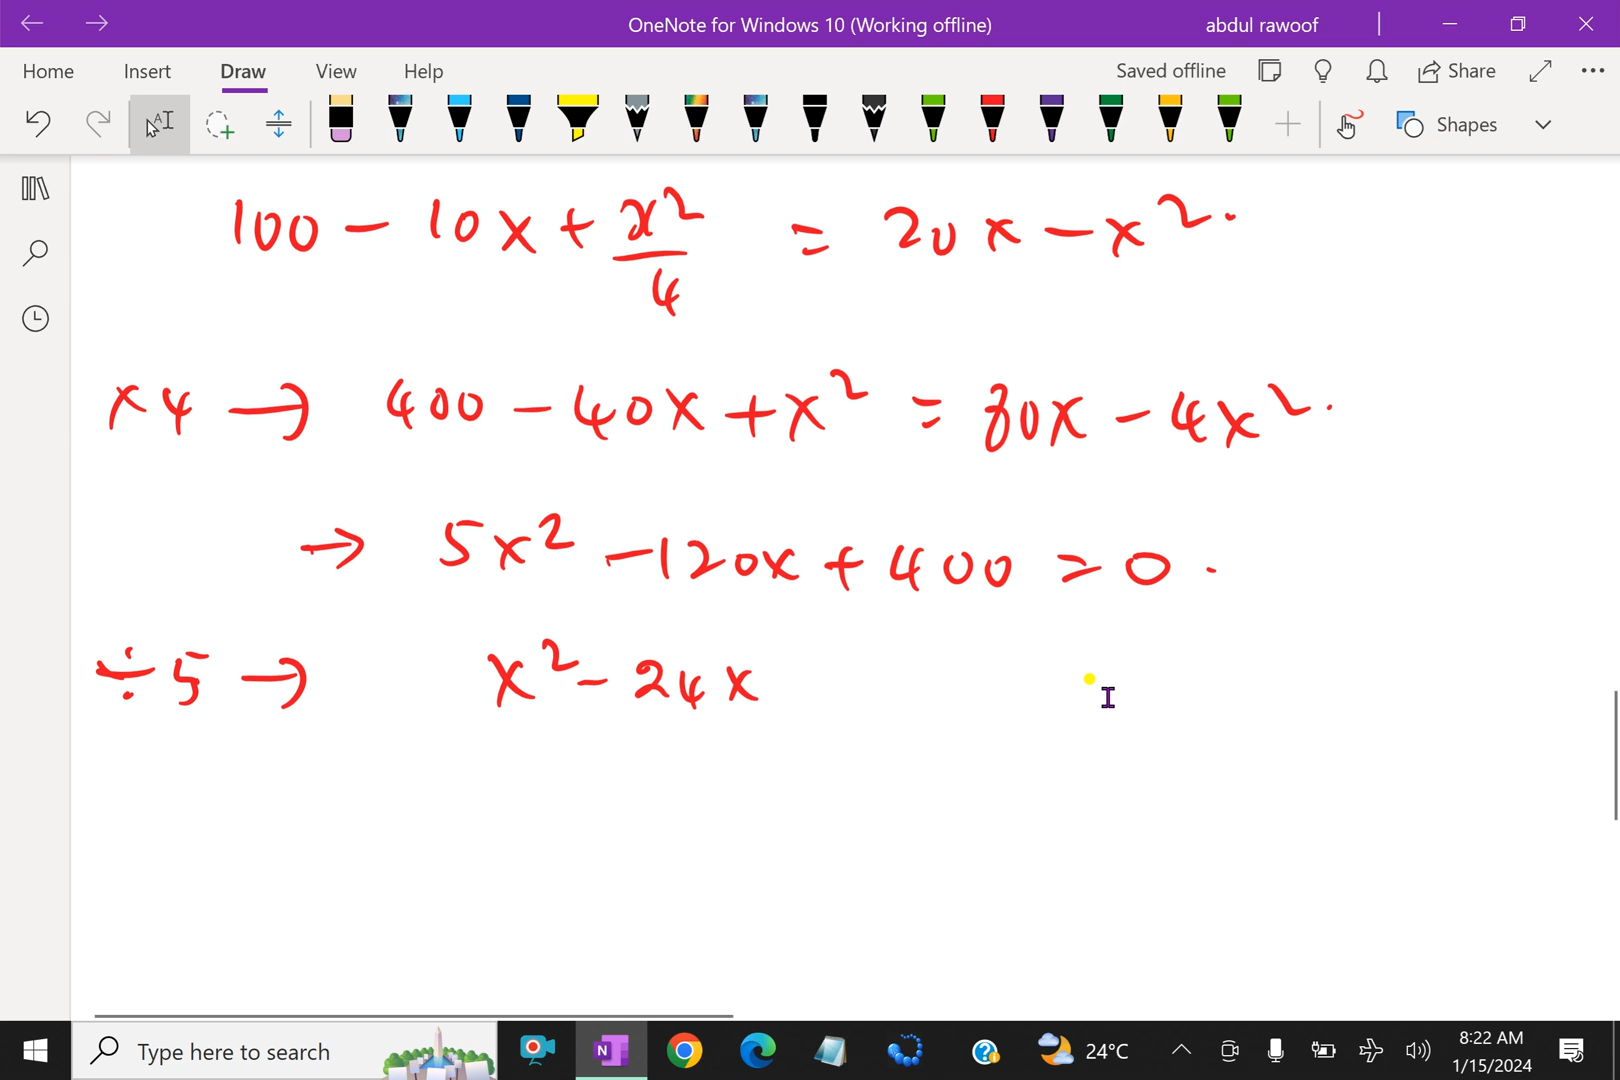 OneNote for Windows 10 (Working offline) abdul rawoof
Home Insert Draw View Help Saved offline Share
Shapes
100 - 10x + x²/4 = 20x - x².
×4 → 400 - 40x + x² = 80x - 4x².
→ 5x² - 120x + 400 = 0.
÷5 → x² - 24x
Type here to search 24°C 8:22 AM
1/15/2024